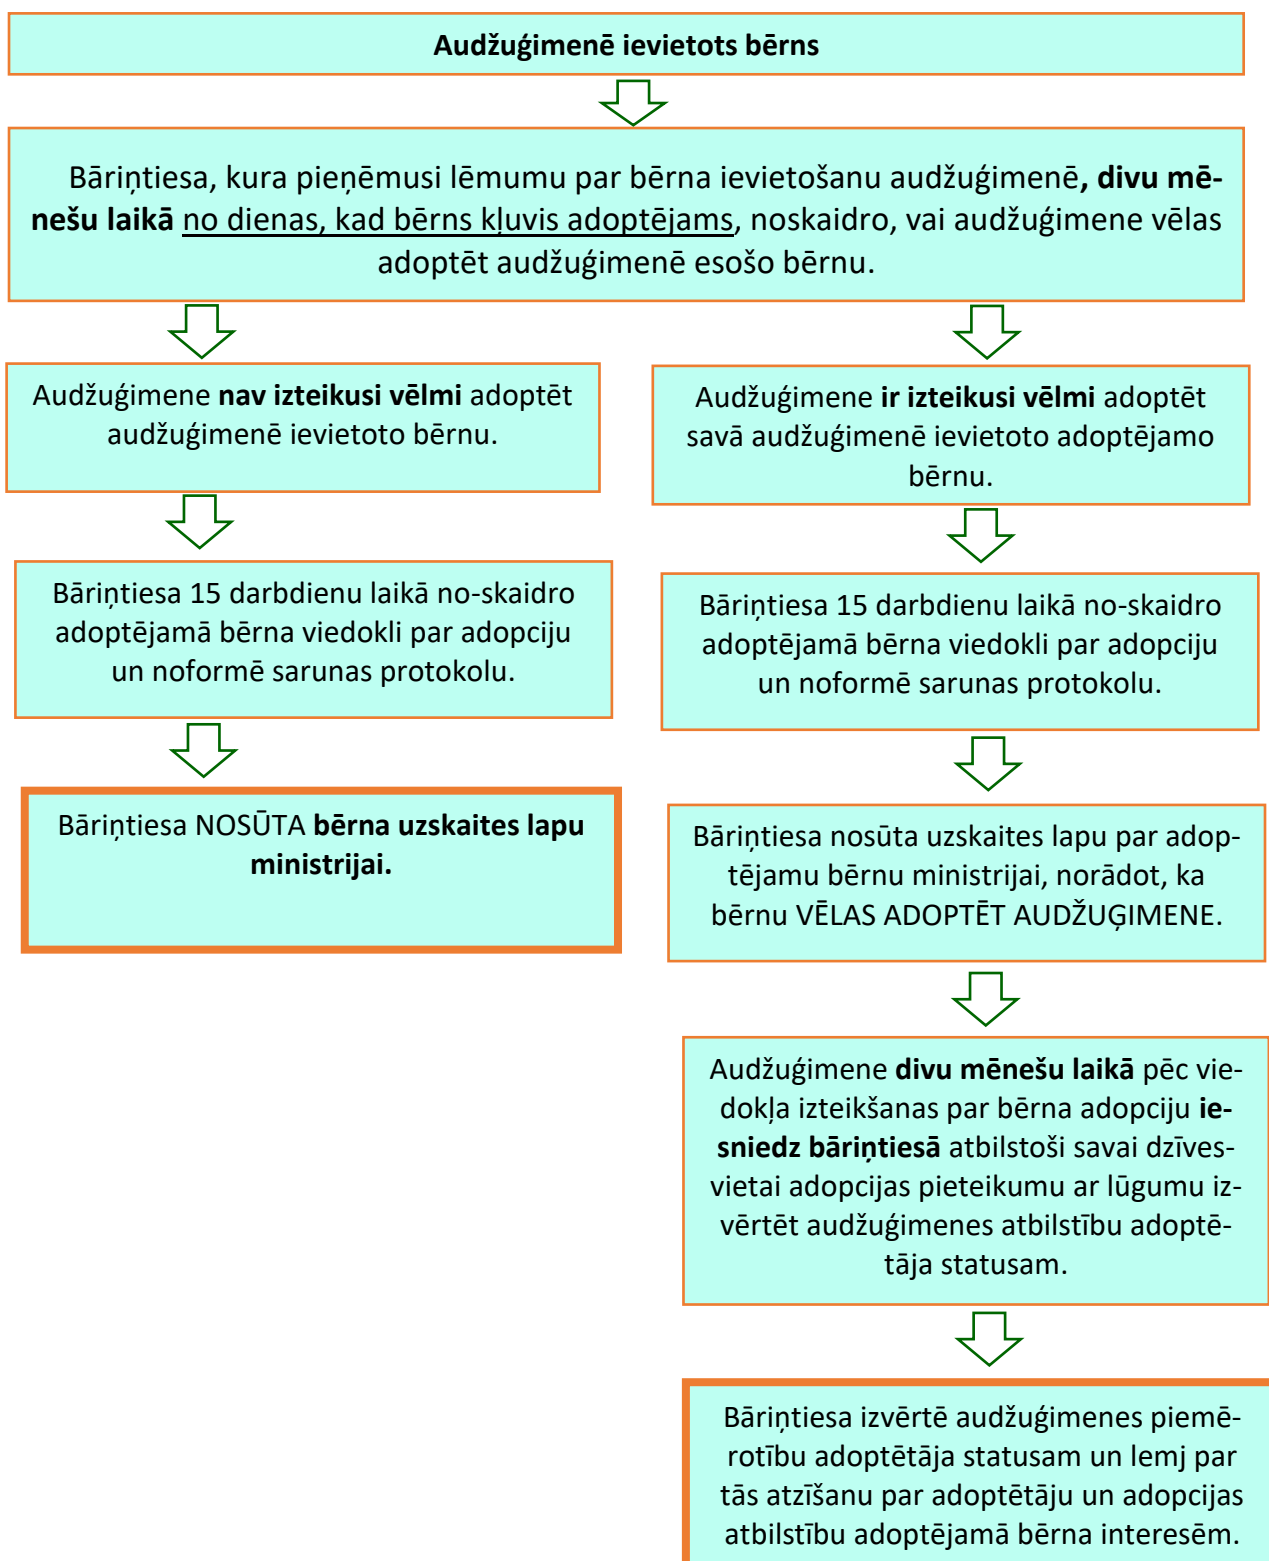 Audžuģimenē ievietots bērns
Bāriņtiesa, kura pieņēmusi lēmumu par bērna ievietošanu audžuģimenē, divu mē-
nešu laikā no dienas, kad bērns kļuvis adoptējams, noskaidro, vai audžuģimene vēlas
adoptēt audžuģimenē esošo bērnu.
Audžuģimene nav izteikusi vēlmi adoptēt
audžuģimenē ievietoto bērnu.
Bāriņtiesa 15 darbdienu laikā no-skaidro
adoptējamā bērna viedokli par adopciju
un noformē sarunas protokolu.
Bāriņtiesa NOSŪTA bērna uzskaites lapu
ministrijai.
Audžuģimene ir izteikusi vēlmi adoptēt
savā audžuģimenē ievietoto adoptējamo
bērnu.
Bāriņtiesa 15 darbdienu laikā no-skaidro
adoptējamā bērna viedokli par adopciju
un noformē sarunas protokolu.
Bāriņtiesa nosūta uzskaites lapu par adop-
tējamu bērnu ministrijai, norādot, ka
bērnu VĒLAS ADOPTĒT AUDŽUĢIMENE.
Audžuģimene divu mēnešu laikā pēc vie-
dokļa izteikšanas par bērna adopciju ie-
sniedz bāriņtiesā atbilstoši savai dzīves-
vietai adopcijas pieteikumu ar lūgumu iz-
vērtēt audžuģimenes atbilstību adoptē-
tāja statusam.
Bāriņtiesa izvērtē audžuģimenes piemē-
rotību adoptētāja statusam un lemj par
tās atzīšanu par adoptētāju un adopcijas
atbilstību adoptējamā bērna interesēm.